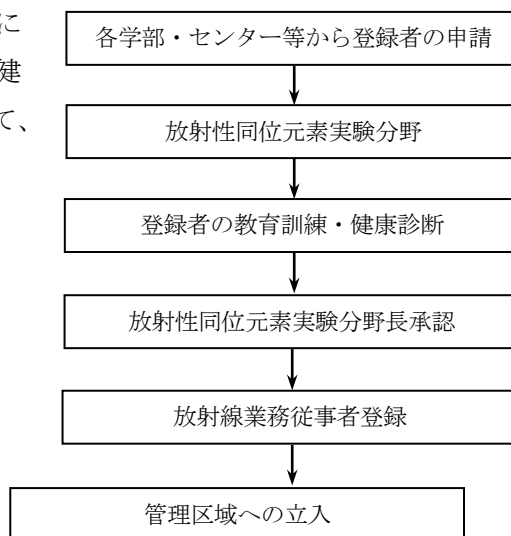 に
健
て、
各学部・センター等から登録者の申請
放射性同位元素実験分野
登録者の教育訓練・健康診断
放射性同位元素実験分野長承認
放射線業務従事者登録
管理区域への立入